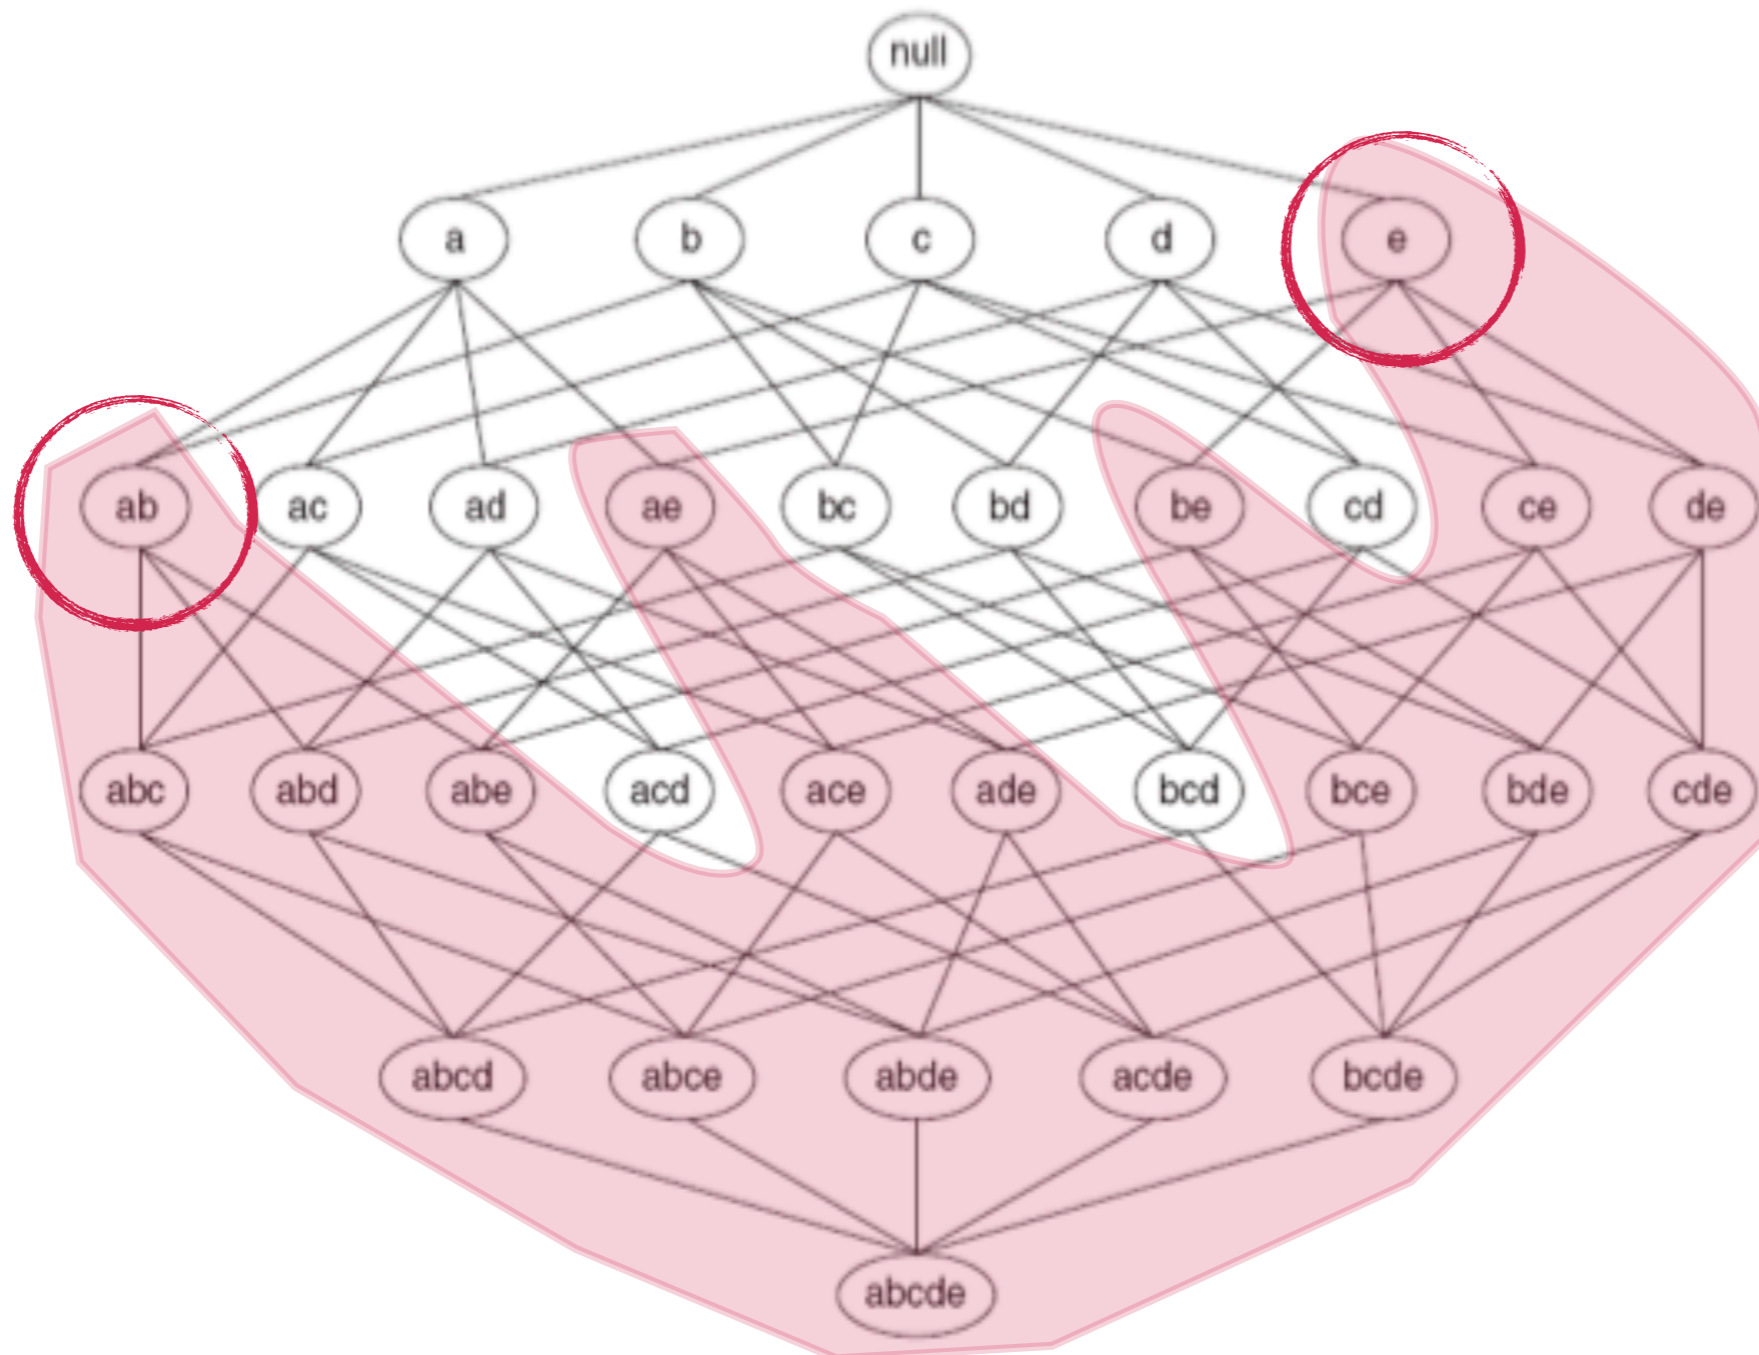 null
a b c d e
ab ac ad ae bc bd be cd ce de
abc abd abe acd ace ade bcd bce bde cde
abcd abce abde acde bcde
abcde